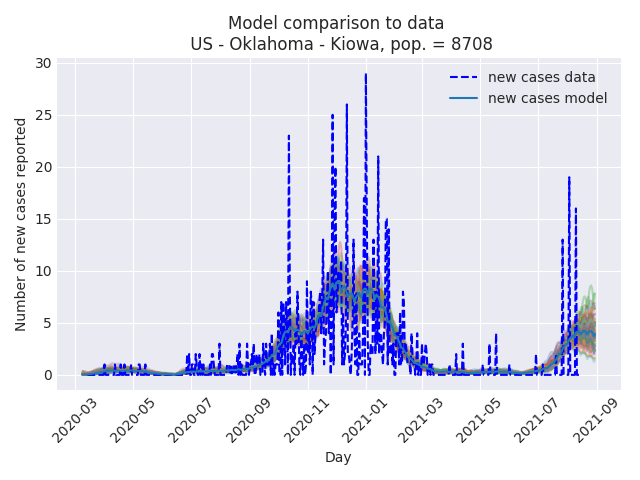 Model comparison to data
US - Oklahoma - Kiowa, pop. = 8708
new cases data
new cases model
Number of new cases reported
30
25
20
15
10
5
0
2020-03
2020-05
2020-07
2020-09
2020-11
2021-01
2021-03
2021-05
2021-07
2021-09
Day